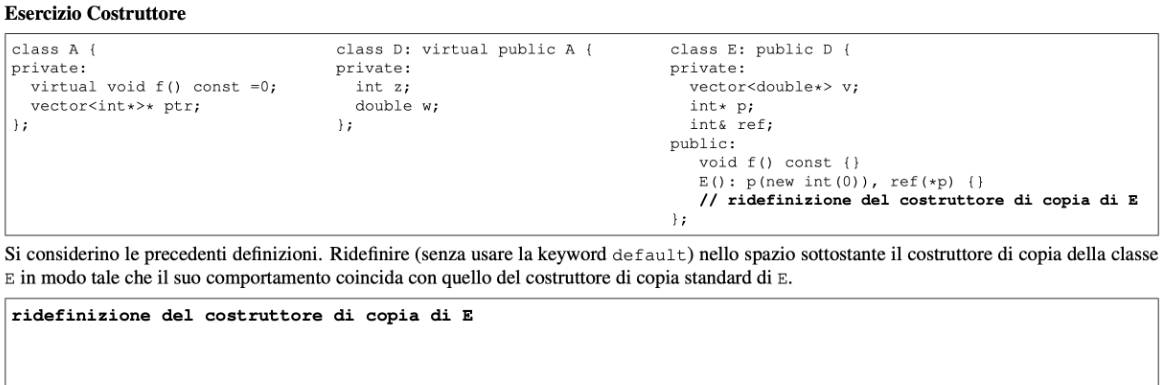 Esercizio Costruttore
class A {
private:
  virtual void f() const =0;
  vector<int*>* ptr;
};
class D: virtual public A {
private:
  int z;
  double w;
};
class E: public D {
private:
  vector<double*> v;
  int* p;
  int& ref;
public:
   void f() const {}
   E(): p(new int(0)), ref(*p) {}
   // ridefinizione del costruttore di copia di E
};
Si considerino le precedenti definizioni. Ridefinire (senza usare la keyword default) nello spazio sottostante il costruttore di copia della classe
E in modo tale che il suo comportamento coincida con quello del costruttore di copia standard di E.
ridefinizione del costruttore di copia di E